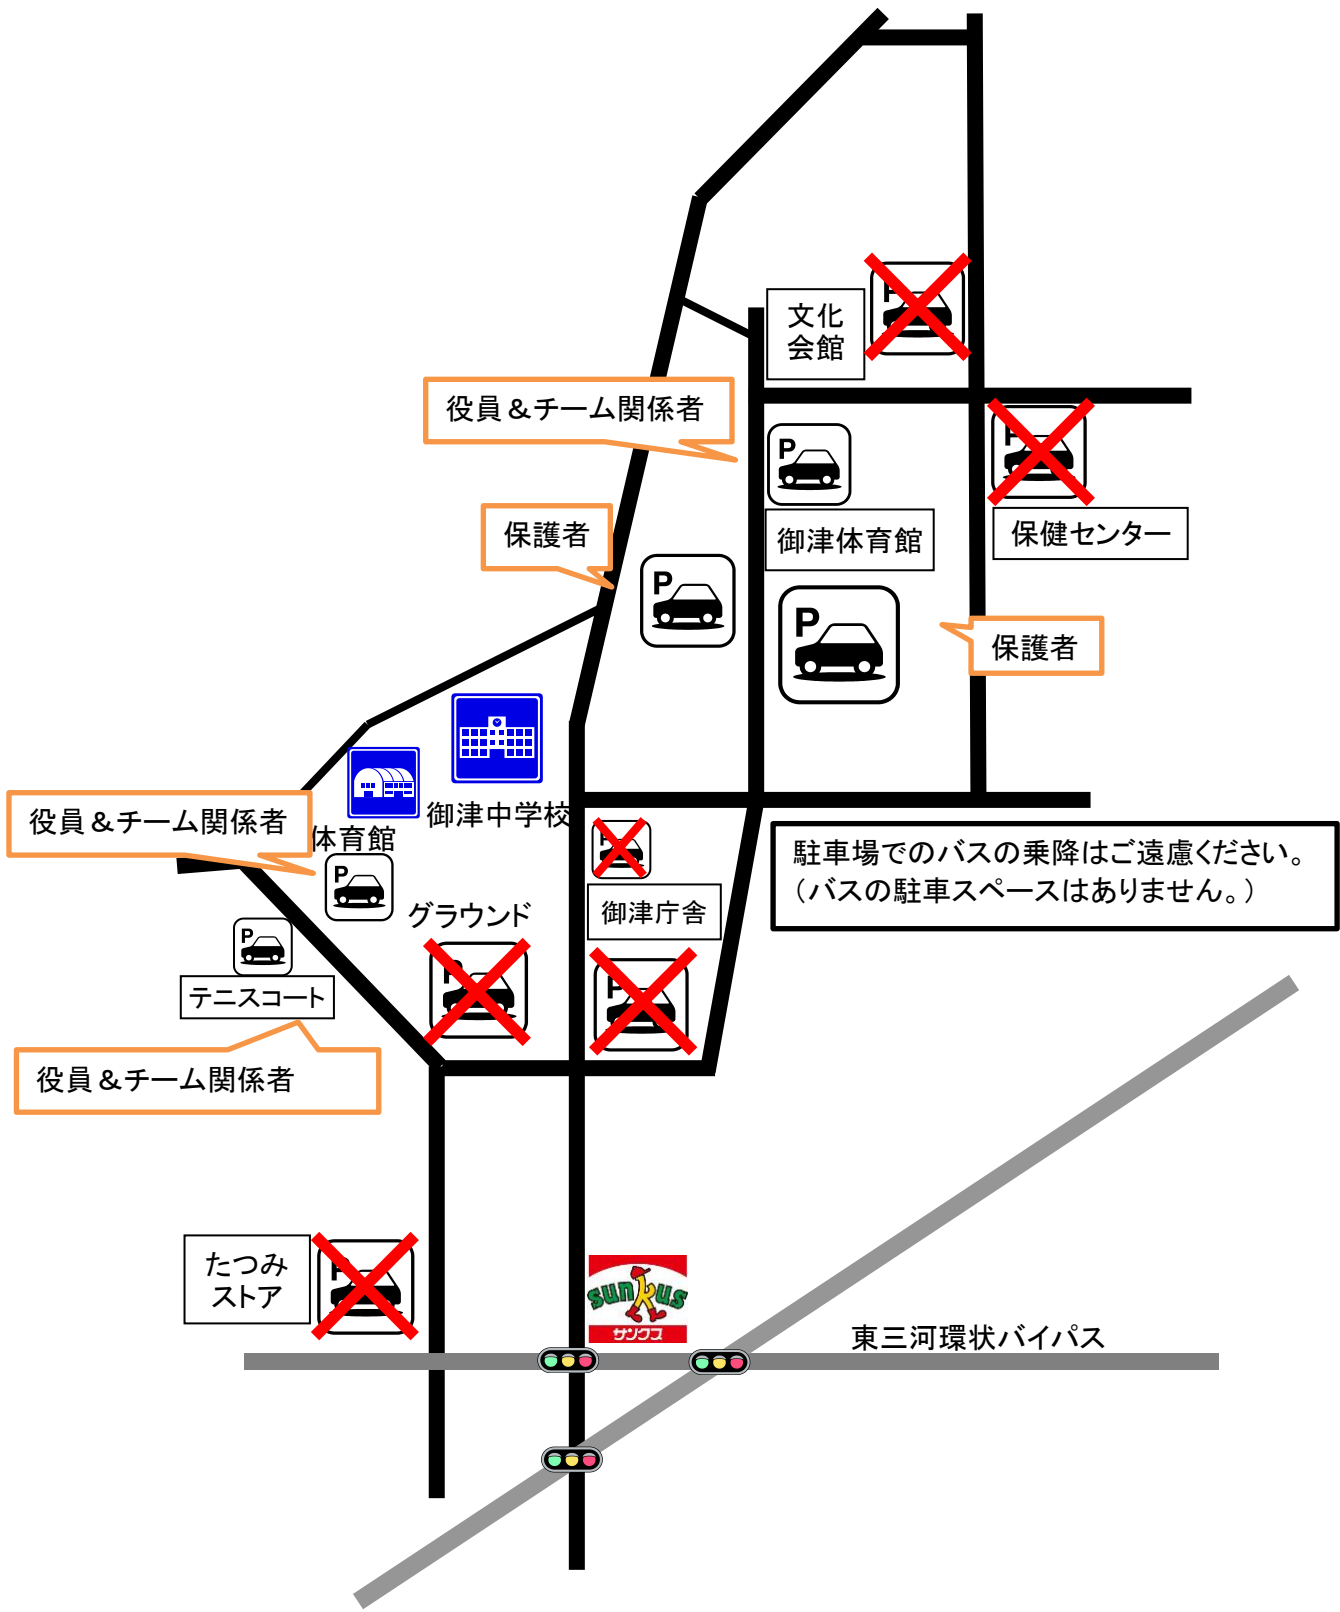 P
文化
会館
役員＆チーム関係者
P
P
御津体育館
保健センター
保護者
P
P
保護者
御津中学校
役員＆チーム関係者
体育館
P
駐車場でのバスの乗降はご遠慮ください。
（バスの駐車スペースはありません。）
P
御津庁舎
グラウンド
P
テニスコート
P
P
役員＆チーム関係者
たつみ
ストア
P
sunkus
サンクス
東三河環状バイパス